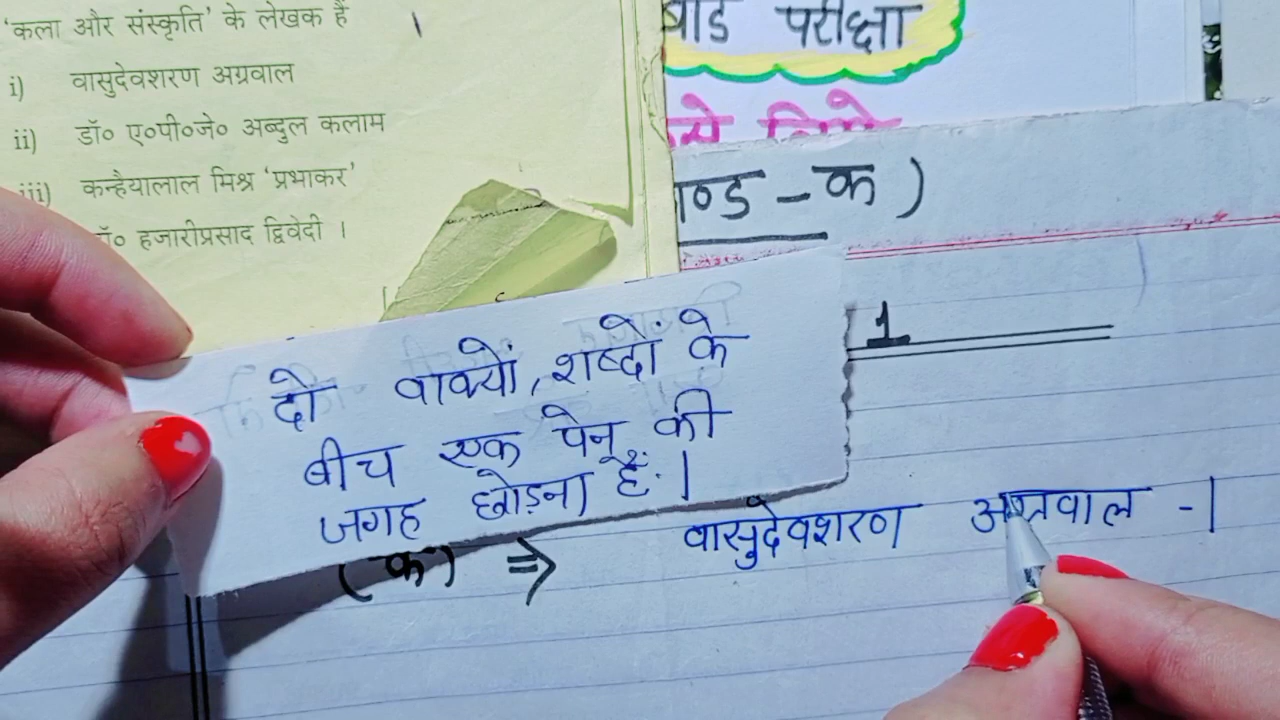 'कला और संस्कृति' के लेखक हैं
i) वासुदेवशरण अग्रवाल
ii) डॉ० ए०पी०जे० अब्दुल कलाम
iii) कन्हैयालाल मिश्र 'प्रभाकर'
डॉ० हजारीप्रसाद द्विवेदी ।
परीक्षा
ण्ड - क )
1
दो वाक्यों, शब्दों के
बीच एक पेन की
जगह छोड़ना है।
(क) ⇒ वासुदेवशरण अग्रवाल -।